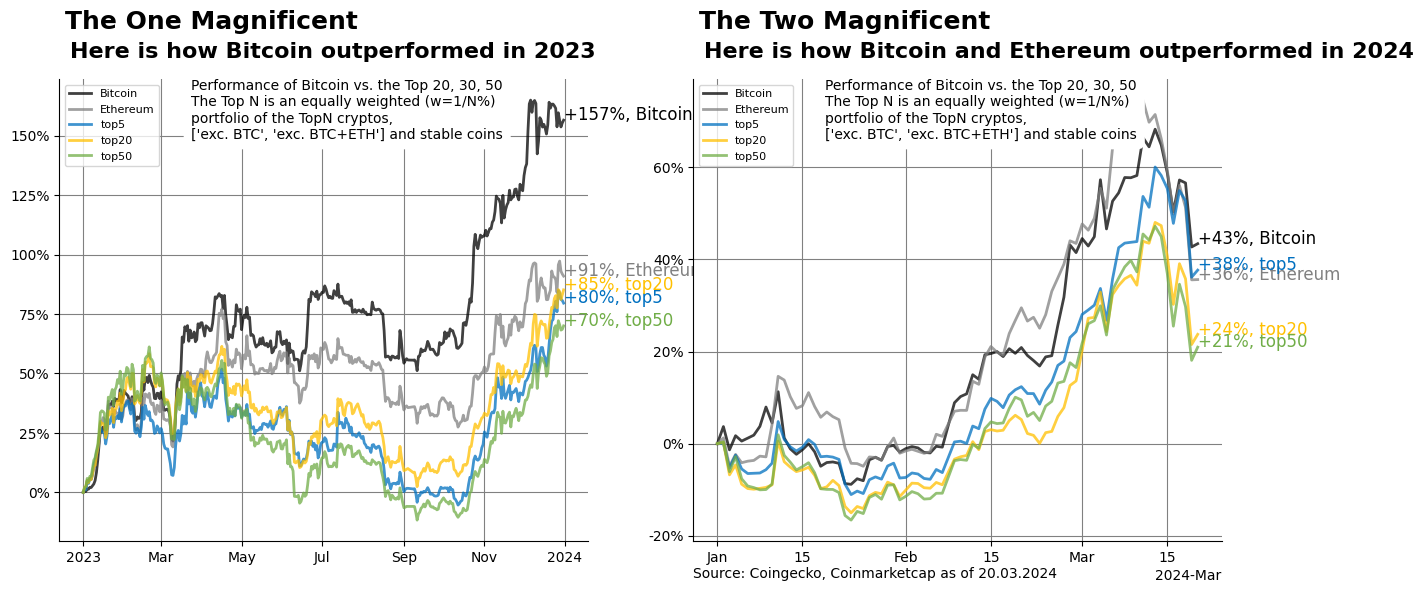 The One Magnificent
Here is how Bitcoin outperformed in 2023
Bitcoin
Ethereum
top5
top20
top50
Performance of Bitcoin vs. the Top 20, 30, 50
The Top N is an equally weighted (w=1/N%)
portfolio of the TopN cryptos,
['exc. BTC', 'exc. BTC+ETH'] and stable coins
150%
125%
100%
75%
50%
25%
0%
+157%, Bitcoin
+91%, Ethereum
+85%, top20
+80%, top5
+70%, top50
2023 Mar May Jul Sep Nov 2024
The Two Magnificent
Here is how Bitcoin and Ethereum outperformed in 2024
Bitcoin
Ethereum
top5
top20
top50
Performance of Bitcoin vs. the Top 20, 30, 50
The Top N is an equally weighted (w=1/N%)
portfolio of the TopN cryptos,
['exc. BTC', 'exc. BTC+ETH'] and stable coins
60%
40%
20%
0%
-20%
+43%, Bitcoin
+38%, top5
+36%, Ethereum
+24%, top20
+21%, top50
Jan 15 Feb 15 Mar 15
2024-Mar
Source: Coingecko, Coinmarketcap as of 20.03.2024